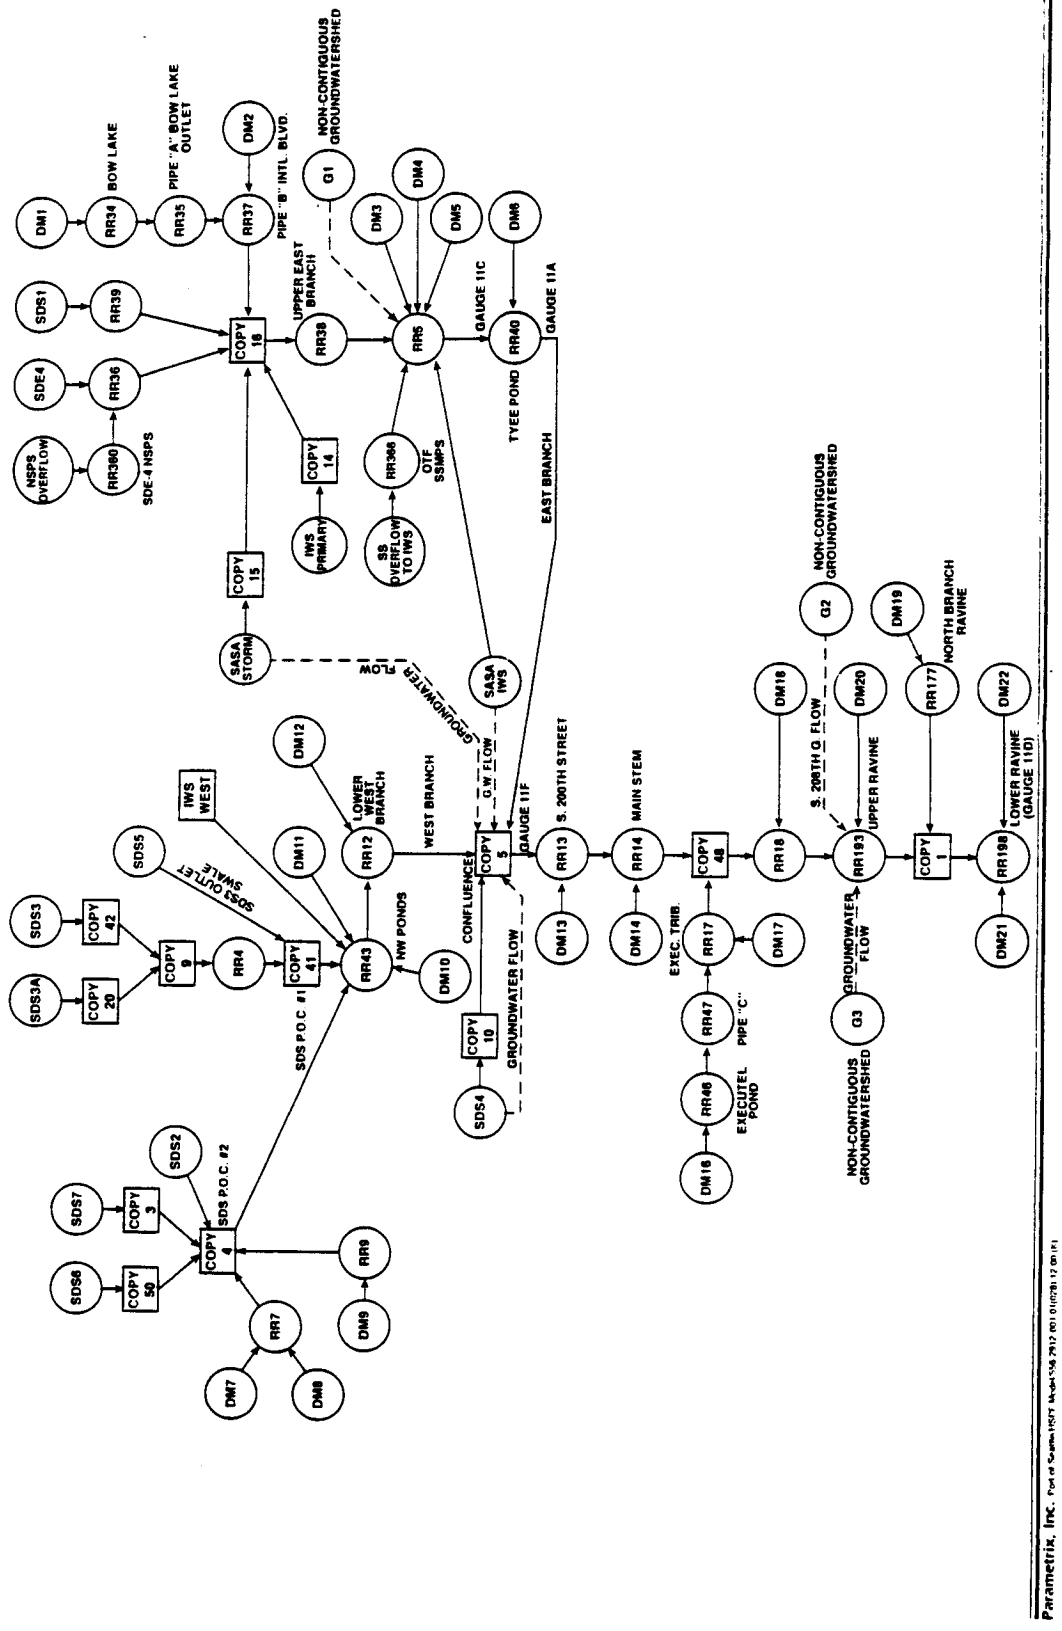 SDS6
SDS7
COPY
50
COPY
3
SDS2
COPY
4
SDS P.O.C. #2
DM7
DM8
RR7
DM9
RR9
SDS3A
SDS3
COPY
20
COPY
42
COPY
9
RR4
SDS5
SDS3 OUTLET
SWALE
COPY
41
SDS P.O.C. #1
IWS
WEST
DM11
DM12
RR43
NW PONDS
DM10
RR12
LOWER
WEST
BRANCH
WEST BRANCH
CONFLUENCE
COPY
5
GAUGE 11F
SDS4
COPY
10
GROUNDWATER FLOW
GROUNDWATER
FLOW
G.W FLOW
SASA
STORM
SASA
IWS
COPY
15
NSPS
OVERFLOW
RR360
SDE-4 NSPS
SDE4
RR36
SDS1
RR39
DM1
RR34
BOW LAKE
RR35
PIPE "A" BOW LAKE
OUTLET
RR37
DM2
PIPE "B" INTL. BLVD.
COPY
16
IWS
PRIMARY
COPY
14
UPPER EAST
BRANCH
RR38
G1
NON-CONTIGUOUS
GROUNDWATERSHED
SS
OVERFLOW
TO IWS
RR366
OTF
SSMPS
DM3
DM4
DM5
GAUGE 11C
DM6
RR40
TYEE POND
GAUGE 11A
EAST BRANCH
DM13
RR13
S. 200TH STREET
DM14
RR14
MAIN STEM
DM16
RR46
EXECUTEL
POND
RR47
PIPE "C"
RR17
EXEC. TRIB.
DM17
COPY
48
DM18
RR18
NON-CONTIGUOUS
GROUNDWATERSHED
G2
S. 208TH G. FLOW
NON-CONTIGUOUS
GROUNDWATERSHED
G3
GROUNDWATER
FLOW
RR193
UPPER RAVINE
DM20
DM19
RR177
NORTH BRANCH
RAVINE
COPY
1
DM21
RR198
DM22
LOWER RAVINE
(GAUGE 11D)
Parametrix, Inc.